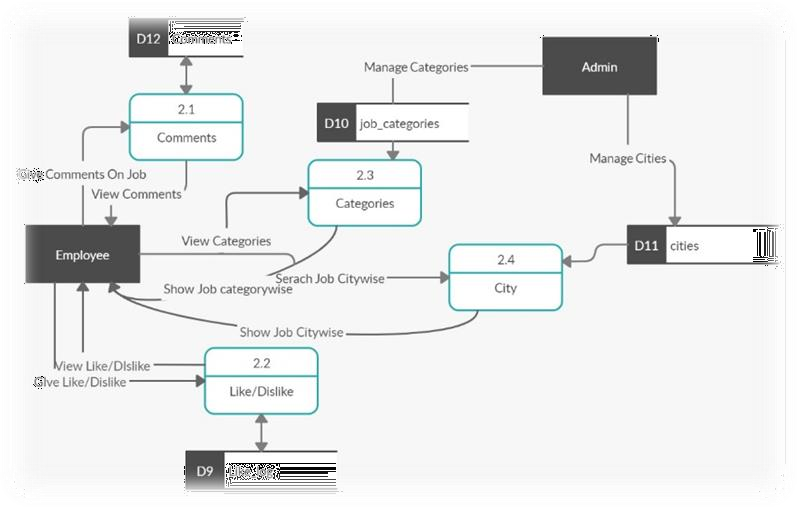 D12
2.1
Comments
Manage Categories
Admin
D10 job_categories
Comments On Job
View Comments
2.3
Categories
Manage Cities
View Categories
Employee
D11 cities
2.4
City
Serach Job Citywise
Show Job categorywise
Show Job Citywise
2.2
Like/Dislike
View Like/DIslike
Give Like/Dislike
D9